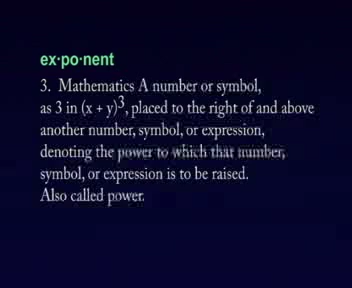 ex·po·nent
3. Mathematics A number or symbol,
as 3 in (x + y)³, placed to the right of and above
another number, symbol, or expression,
denoting the power to which that number,
symbol, or expression is to be raised.
Also called power.